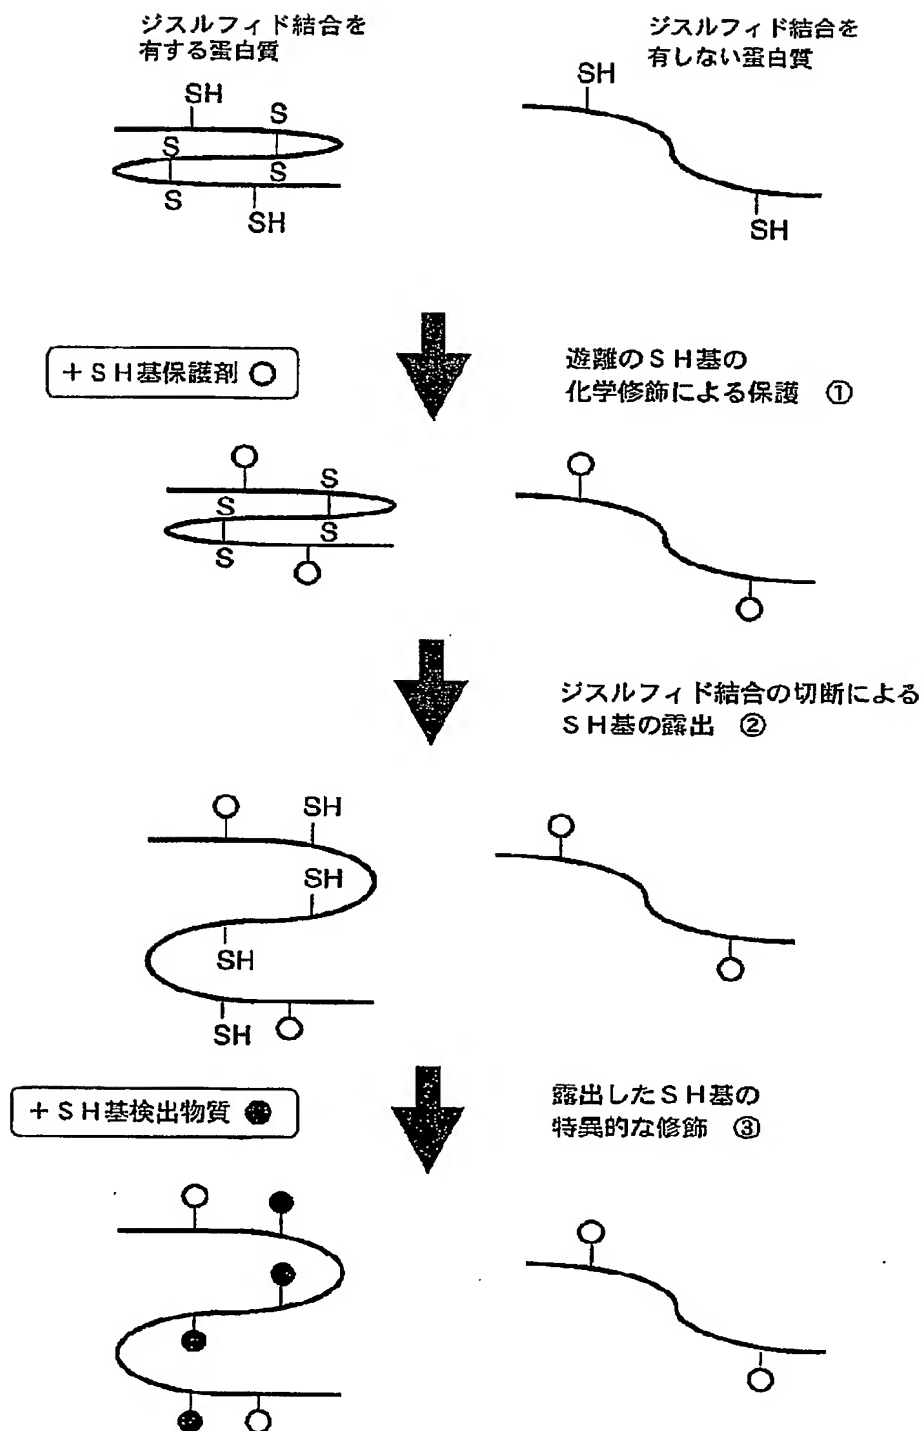 ジスルフィド結合を
有する蛋白質
ジスルフィド結合を
有しない蛋白質
SH
S
S
S
S
SH
SH
SH
＋ＳＨ基保護剤 ○
遊離のＳＨ基の
化学修飾による保護 ①
S
S
S
S
ジスルフィド結合の切断による
ＳＨ基の露出 ②
SH
SH
SH
SH
＋ＳＨ基検出物質 ●
露出したＳＨ基の
特異的な修飾 ③